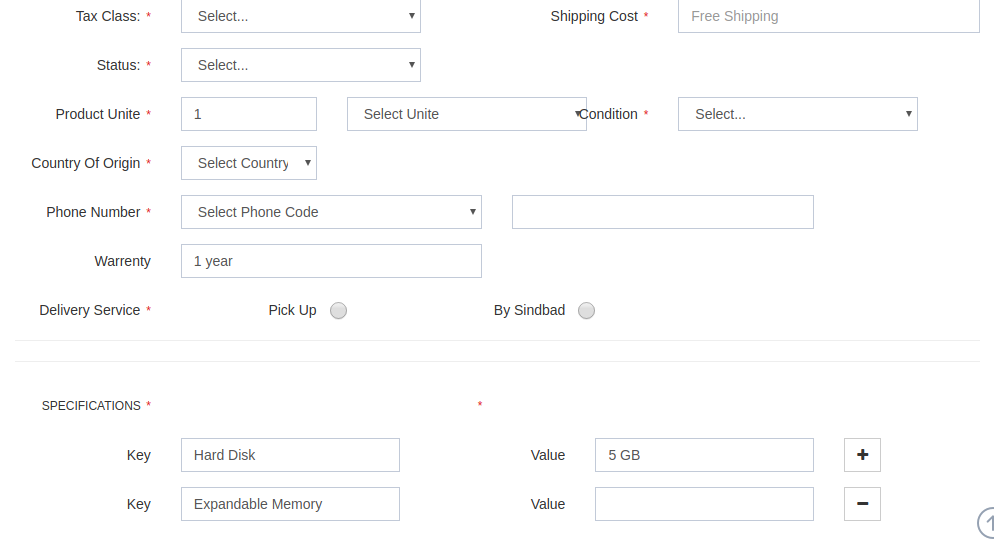 Tax Class: * Select... Shipping Cost * Free Shipping
Status: * Select...
Product Unite * 1 Select Unite Condition * Select...
Country Of Origin * Select Country
Phone Number * Select Phone Code
Warrenty 1 year
Delivery Service * Pick Up By Sindbad
SPECIFICATIONS * *
Key Hard Disk Value 5 GB +
Key Expandable Memory Value −